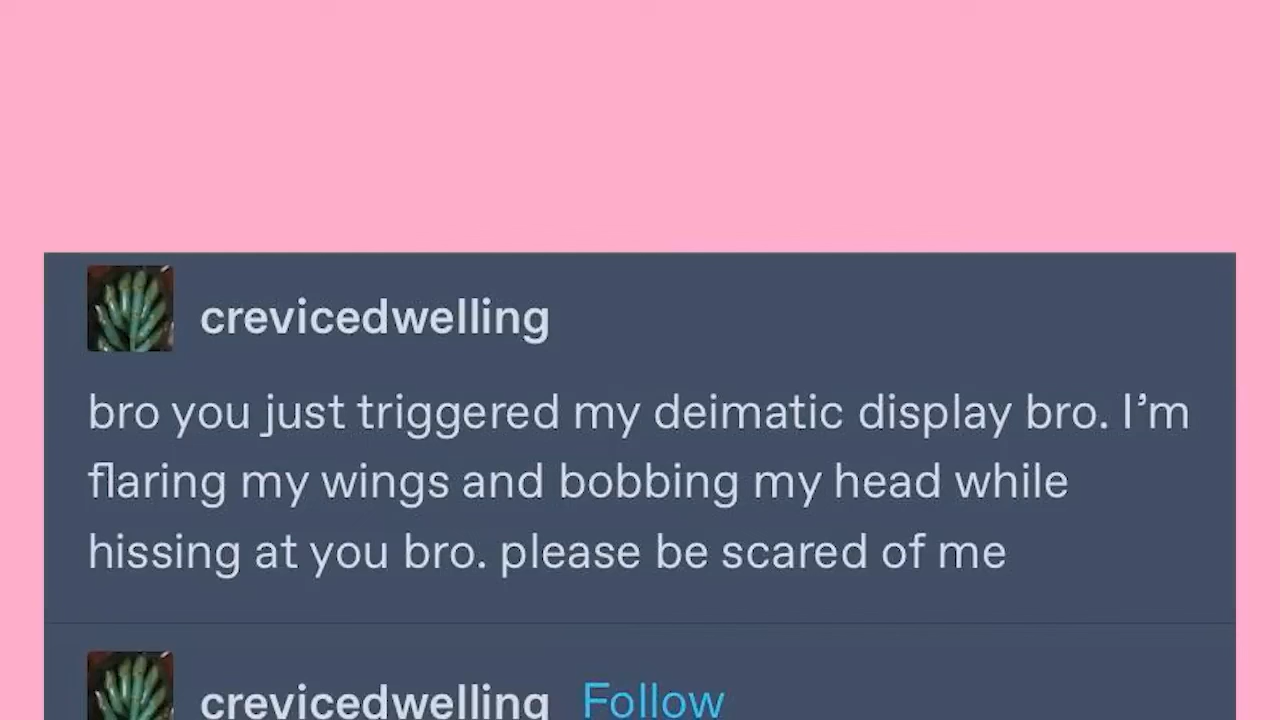 crevicedwelling
bro you just triggered my deimatic display bro. I’m
flaring my wings and bobbing my head while
hissing at you bro. please be scared of me
crevicedwelling Follow